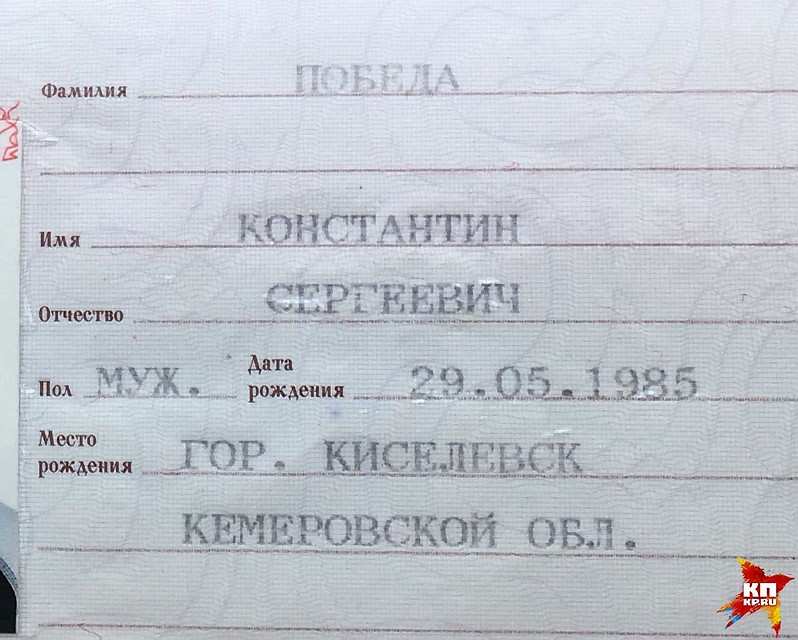 Фамилия ПОБЕДА
Имя КОНСТАНТИН
Отчество СЕРГЕЕВИЧ
Пол МУЖ. Дата рождения 29.05.1985
Место рождения ГОР. КИСЕЛЕВСК
КЕМЕРОВСКОЙ ОБЛ.
КП
KP.RU